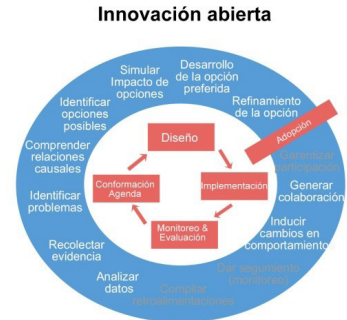 Innovación abierta
Simular
Impacto de
opciones
Desarrollo
de la opción
preferida
Refinamiento
de la opción
Adopción
Garantizar
participación
Generar
colaboración
Inducir
cambios en
comportamiento
Dar seguimiento
(monitoreo)
Compilar
retroalimentaciones
Analizar
datos
Recolectar
evidencia
Identificar
problemas
Comprender
relaciones
causales
Identificar
opciones
posibles
Diseño
Implementación
Monitoreo &
Evaluación
Conformación
Agenda